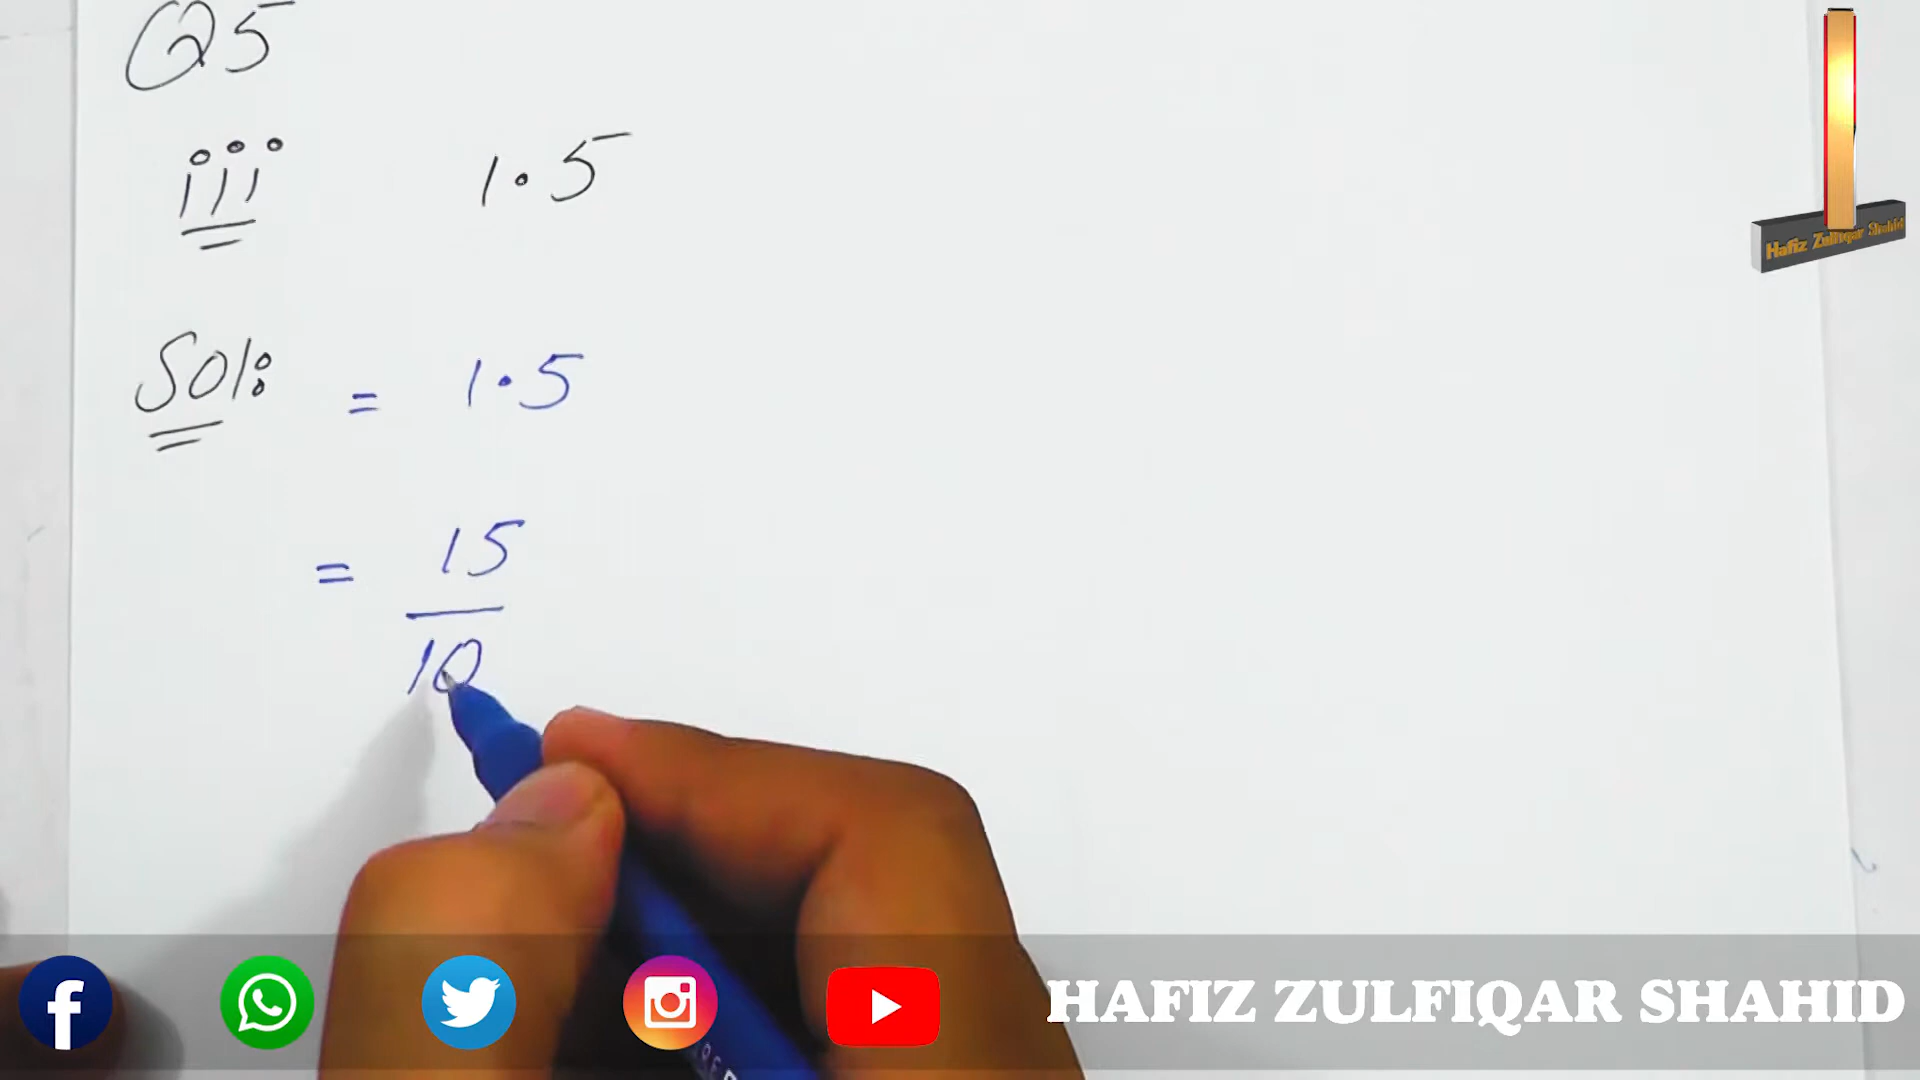 Q5
iii 1.5
Sol: = 1.5
= 15
10
Hafiz Zulfiqar Shahid
HAFIZ ZULFIQAR SHAHID